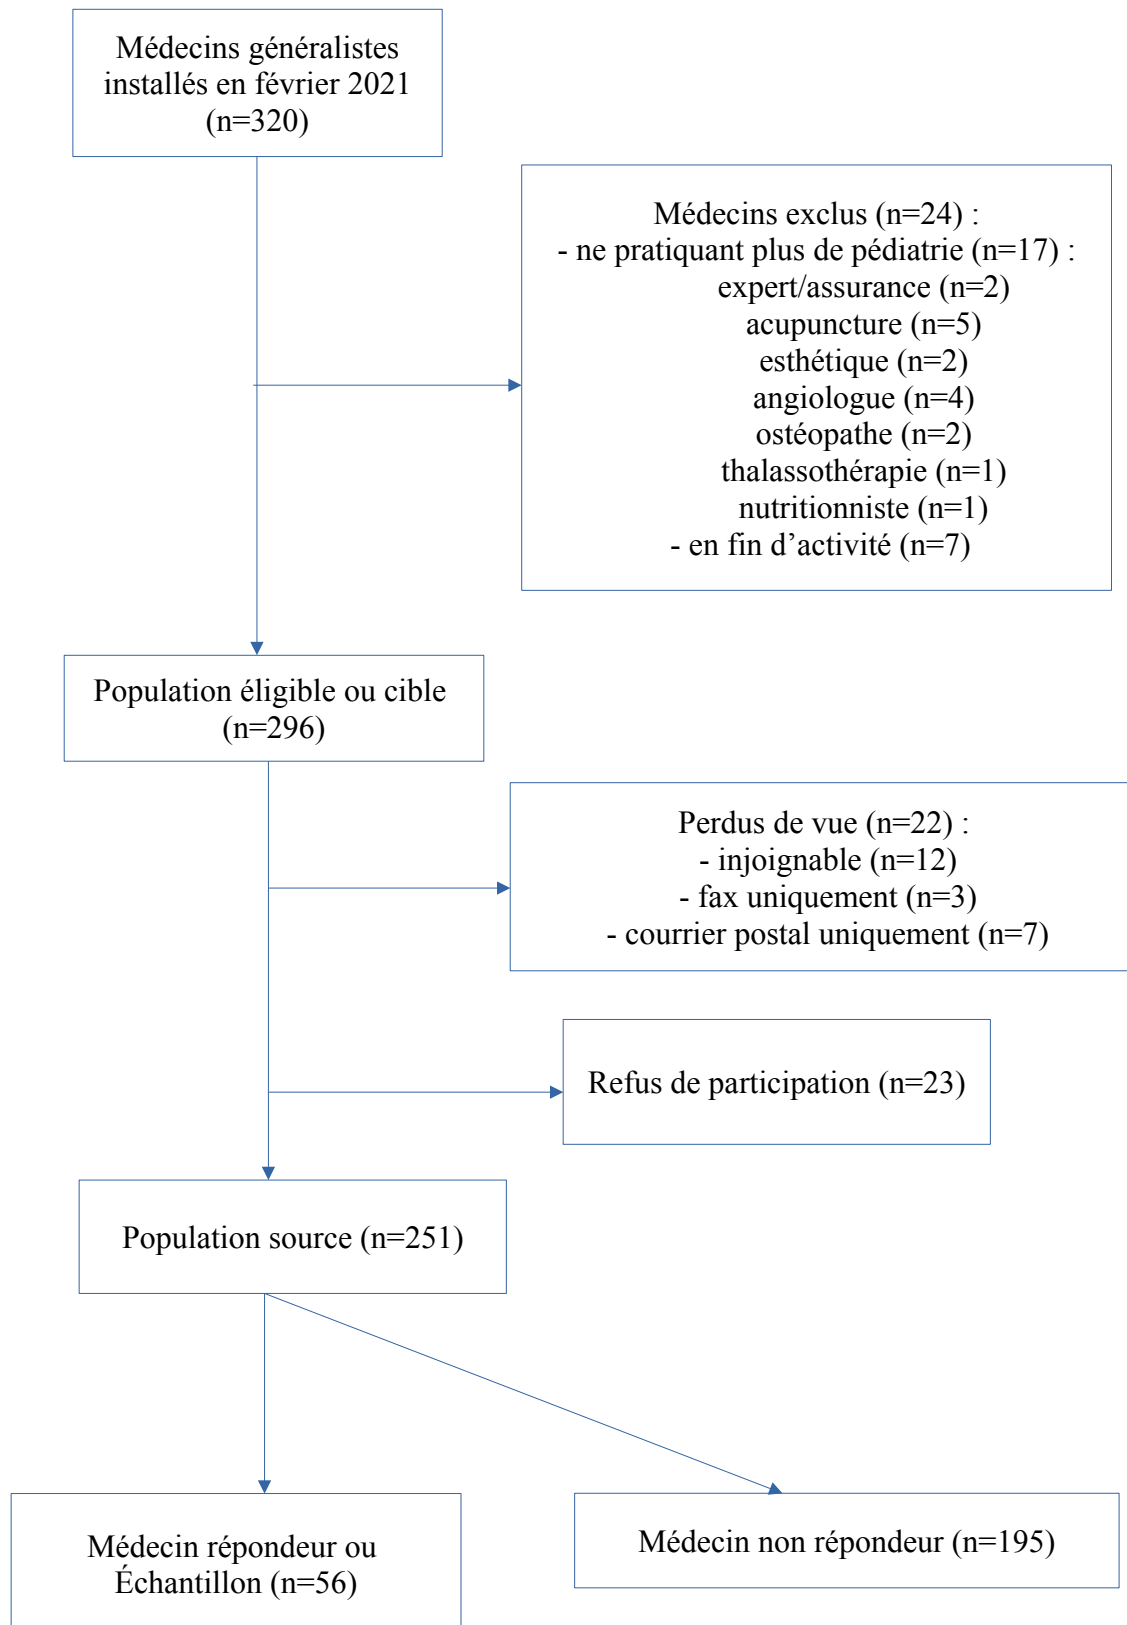 Médecins généralistes
installés en février 2021
(n=320)
Médecins exclus (n=24) :
- ne pratiquant plus de pédiatrie (n=17) :
expert/assurance (n=2)
acupuncture (n=5)
esthétique (n=2)
angiologue (n=4)
ostéopathe (n=2)
thalassothérapie (n=1)
nutritionniste (n=1)
- en fin d’activité (n=7)
Population éligible ou cible
(n=296)
Perdus de vue (n=22) :
- injoignable (n=12)
- fax uniquement (n=3)
- courrier postal uniquement (n=7)
Refus de participation (n=23)
Population source (n=251)
Médecin répondeur ou
Échantillon (n=56)
Médecin non répondeur (n=195)